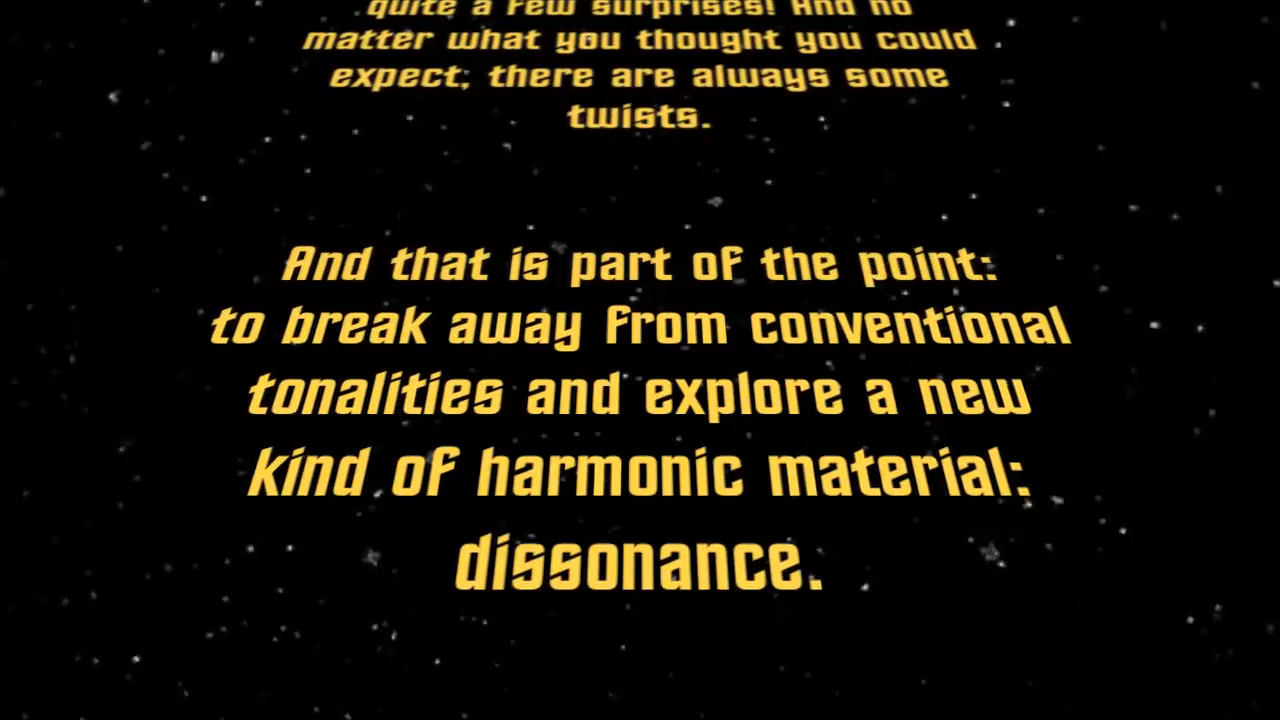 quite a few surprises! And no
matter what you thought you could
expect, there are always some
twists.
And that is part of the point:
to break away from conventional
tonalities and explore a new
kind of harmonic material:
dissonance.